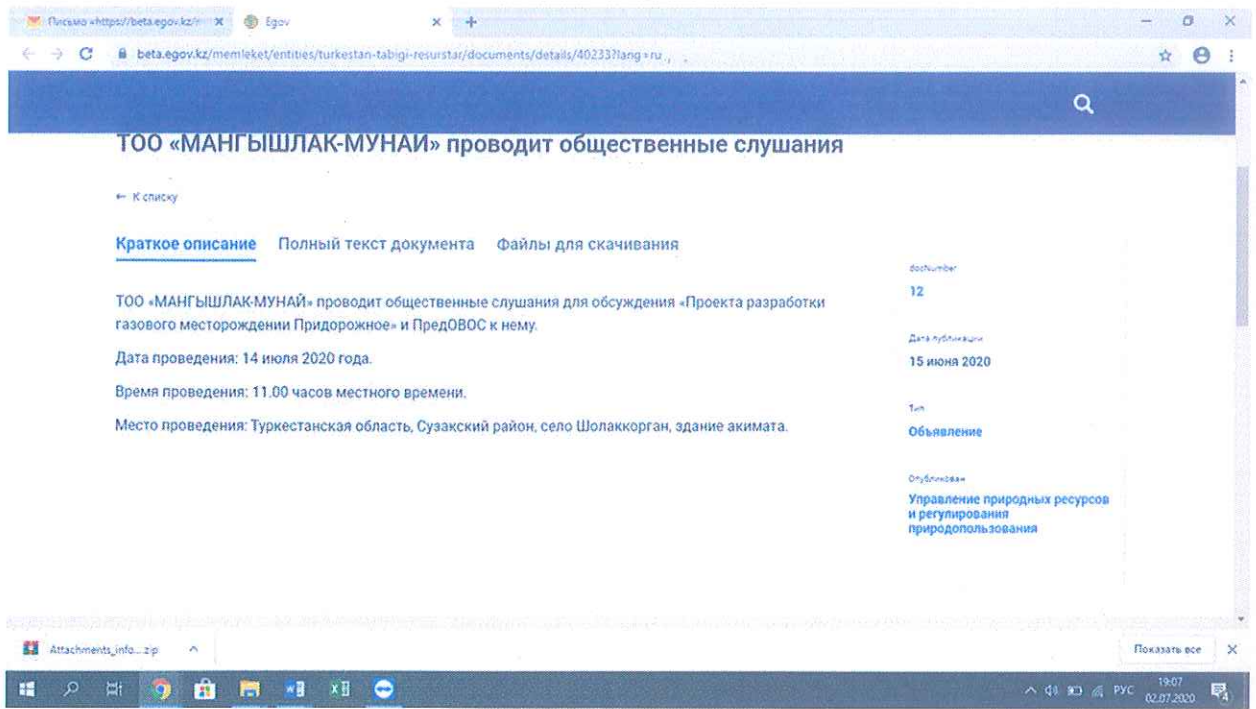 Письмо «https://beta.egov.kz/
Egov
beta.egov.kz/memleket/entities/turkestan-tabigi-resurstar/documents/details/40233?lang=ru
ТОО «МАНГЫШЛАК-МУНАЙ» проводит общественные слушания
← К списку
Краткое описание Полный текст документа Файлы для скачивания
ТОО «МАНГЫШЛАК-МУНАЙ» проводит общественные слушания для обсуждения «Проекта разработки
газового месторождении Придорожное» и ПредОВОС к нему.
Дата проведения: 14 июля 2020 года.
Время проведения: 11.00 часов местного времени.
Место проведения: Туркестанская область, Сузакский район, село Шолаккорган, здание акимата.
docNumber
12
Дата публикации
15 июня 2020
Тип
Объявление
Опубликован
Управление природных ресурсов
и регулирования
природопользования
Attachments_info....zip
Показать все
РУС
19:07
02.07.2020
4